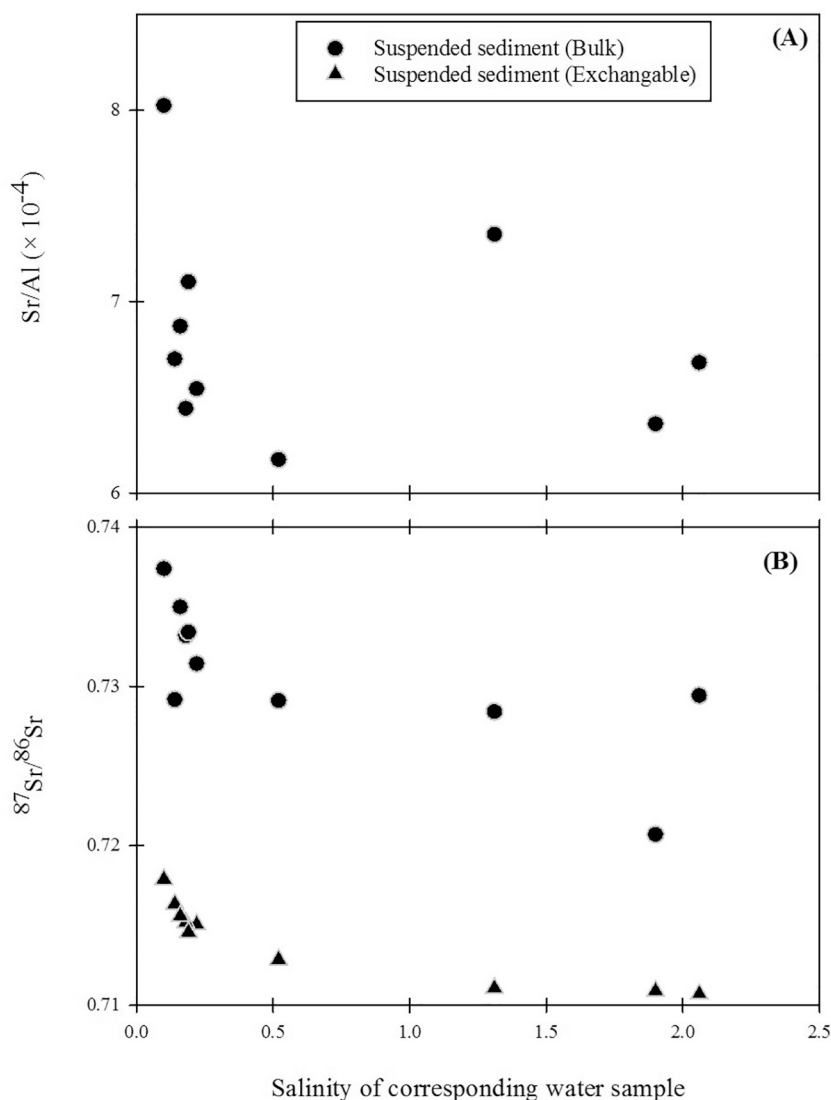 (A)
Suspended sediment (Bulk)
Suspended sediment (Exchangable)
8
7
6
Sr/Al (× 10⁻⁴)
0.74
(B)
0.73
0.72
0.71
⁸⁷Sr/⁸⁶Sr
0.0 0.5 1.0 1.5 2.0 2.5
Salinity of corresponding water sample